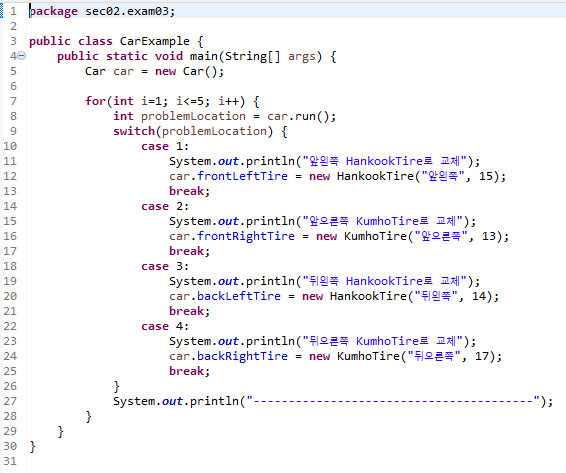 1 package sec02.exam03;
2
3 public class CarExample {
4 public static void main(String[] args) {
5 Car car = new Car();
6
7 for(int i=1; i<=5; i++) {
8 int problemLocation = car.run();
9 switch(problemLocation) {
10 case 1:
11 System.out.println("앞왼쪽 HankookTire로 교체");
12 car.frontLeftTire = new HankookTire("앞왼쪽", 15);
13 break;
14 case 2:
15 System.out.println("앞오른쪽 KumhoTire로 교체");
16 car.frontRightTire = new KumhoTire("앞오른쪽", 13);
17 break;
18 case 3:
19 System.out.println("뒤왼쪽 HankookTire로 교체");
20 car.backLeftTire = new HankookTire("뒤왼쪽", 14);
21 break;
22 case 4:
23 System.out.println("뒤오른쪽 KumhoTire로 교체");
24 car.backRightTire = new KumhoTire("뒤오른쪽", 17);
25 break;
26 }
27 System.out.println("----------------------------------------");
28 }
29 }
30 }
31